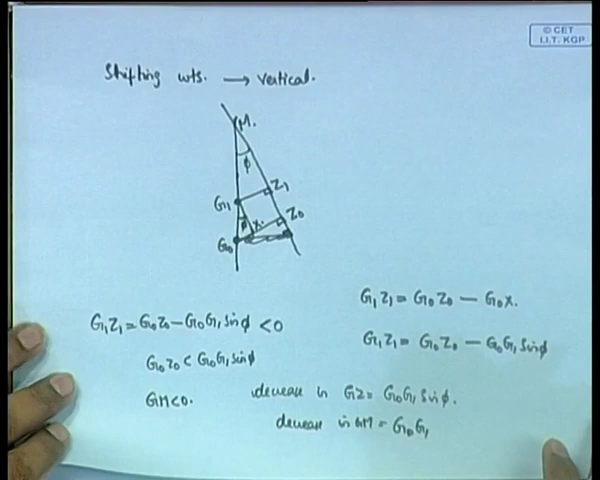 © CET
I.I.T. KGP
Shifting wts. → vertical.
M.
φ
Z₁
G₁
φ
X.
Z₀
G₀
G₁Z₁ = G₀Z₀ − G₀X.
G₁Z₁ = G₀Z₀ − G₀G₁ sinφ < 0
G₁Z₁ = G₀Z₀ − G₀G₁ sinφ
G₀Z₀ < G₀G₁ sinφ
GM<0.
decrease in GZ = G₀G₁ sinφ.
decrease in GM = G₀G₁